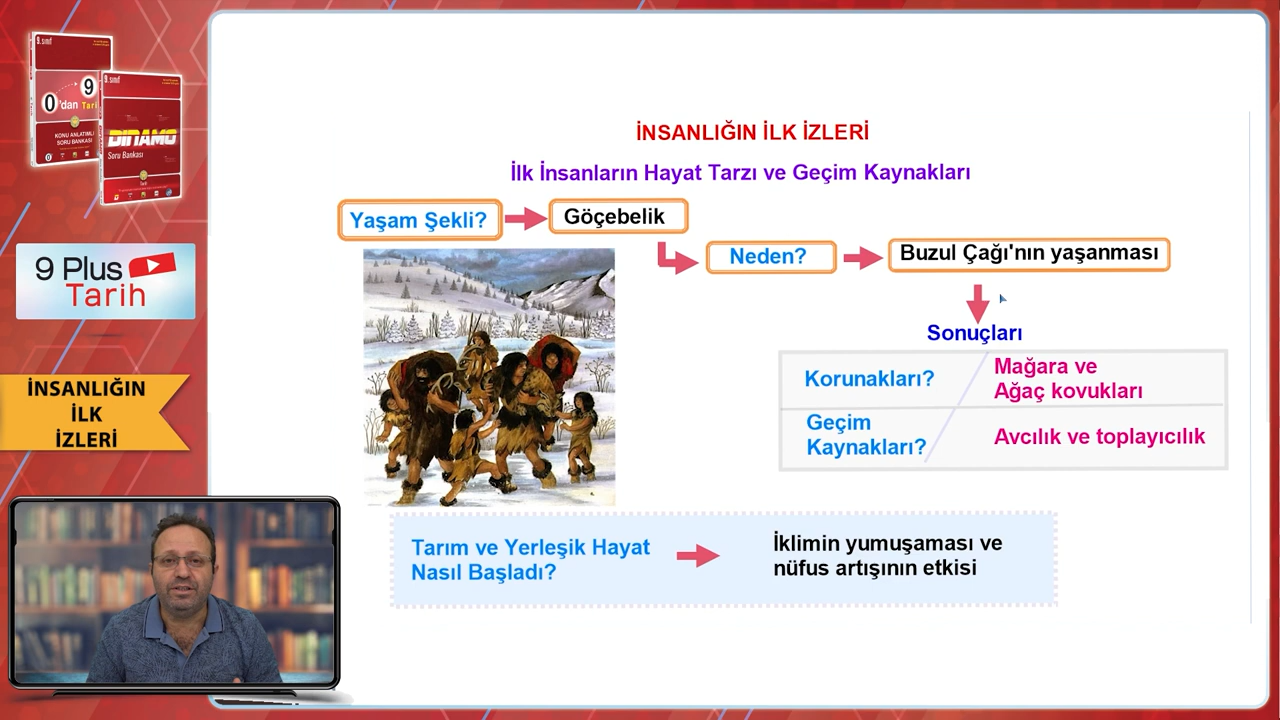 9.sınıf
0'dan 9 Tarih
KONU ANLATIMLI
SORU BANKASI
9.sınıf
DİNAMO
Soru Bankası
Tarih
9 Plus
Tarih
İNSANLIĞIN
İLK
İZLERİ
İNSANLIĞIN İLK İZLERİ
İlk İnsanların Hayat Tarzı ve Geçim Kaynakları
Yaşam Şekli?
Göçebelik
Neden?
Buzul Çağı'nın yaşanması
Sonuçları
Korunakları?
Mağara ve
Ağaç kovukları
Geçim
Kaynakları?
Avcılık ve toplayıcılık
Tarım ve Yerleşik Hayat
Nasıl Başladı?
İklimin yumuşaması ve
nüfus artışının etkisi